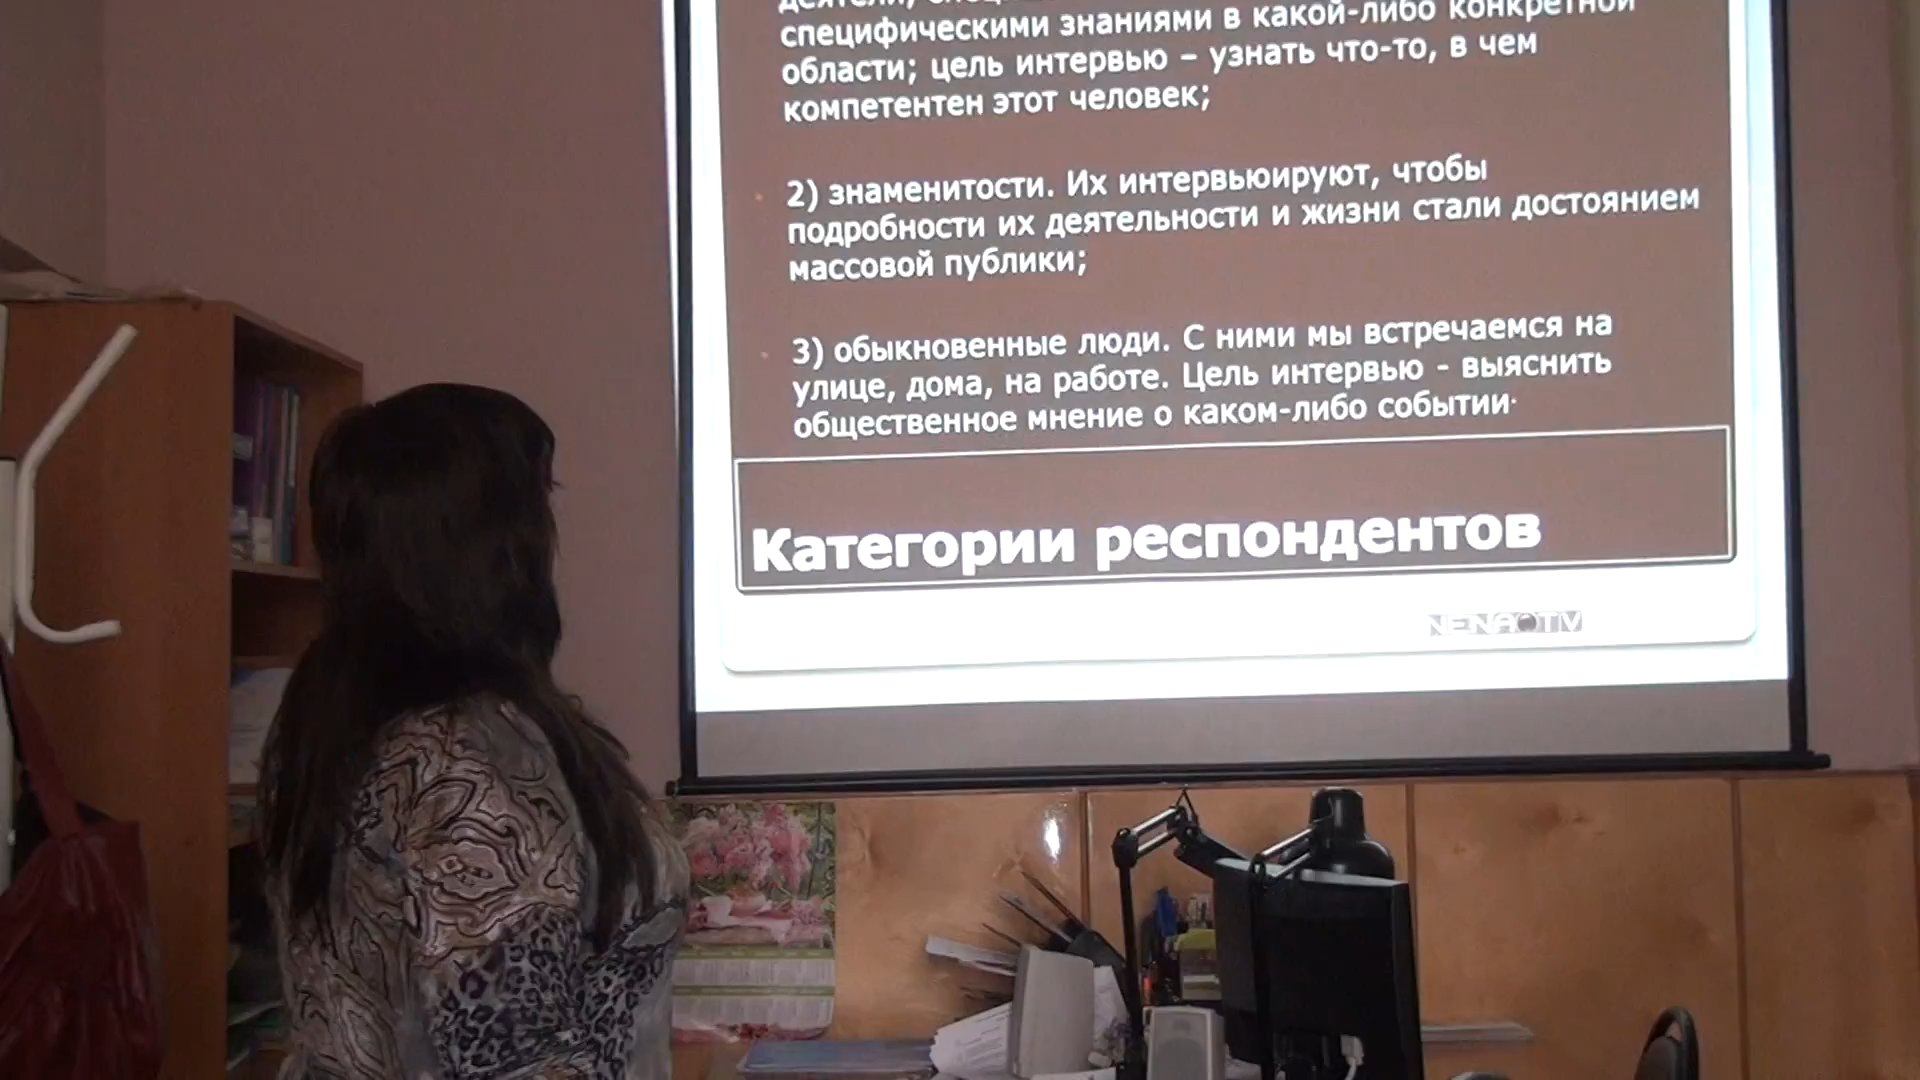 специфическими знаниями в какой-либо конкретной
области; цель интервью – узнать что-то, в чем
компетентен этот человек;
2) знаменитости. Их интервьюируют, чтобы
подробности их деятельности и жизни стали достоянием
массовой публики;
3) обыкновенные люди. С ними мы встречаемся на
улице, дома, на работе. Цель интервью - выяснить
общественное мнение о каком-либо событии.
Категории респондентов
NENAOTV